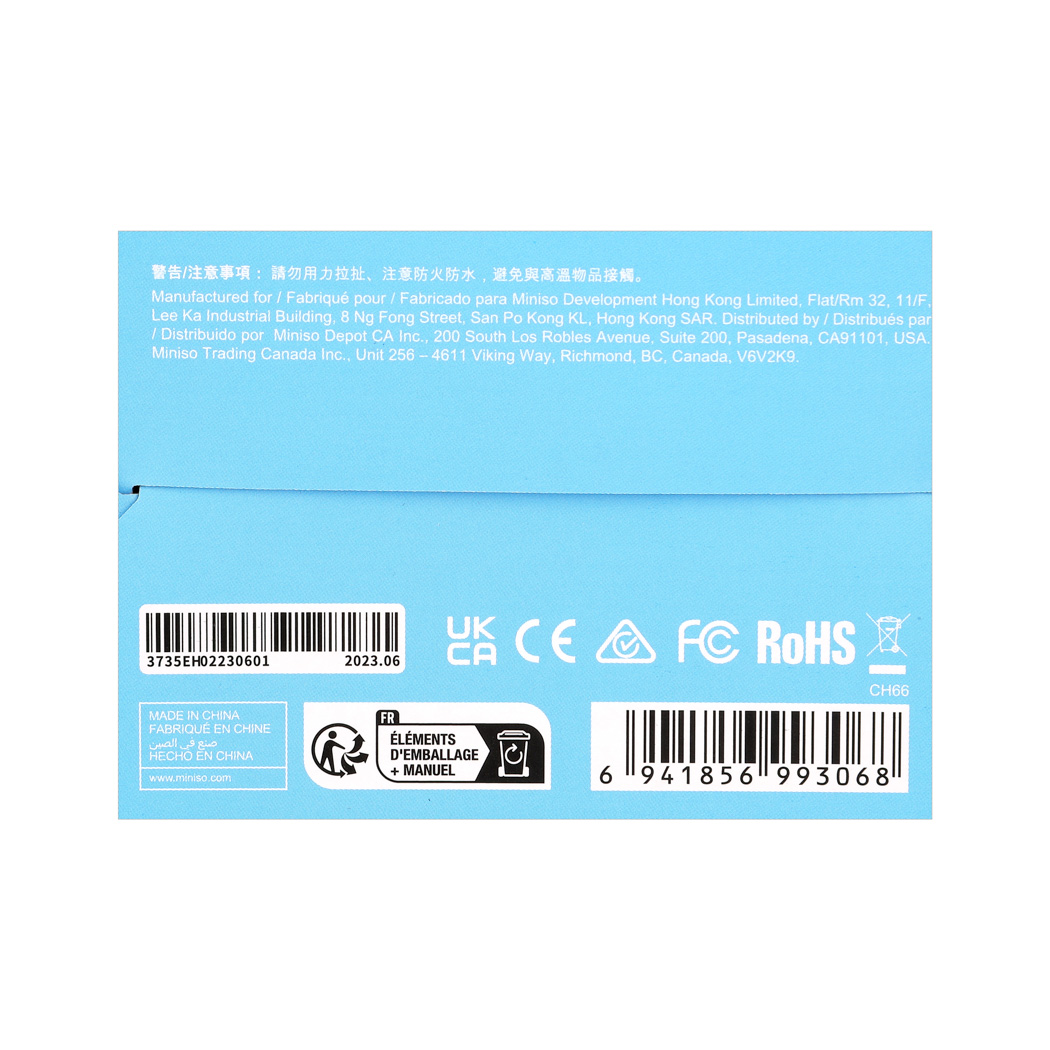 警告/注意事項：請勿用力拉扯、注意防火防水，避免與高溫物品接觸。
Manufactured for / Fabriqué pour / Fabricado para Miniso Development Hong Kong Limited, Flat/Rm 32, 11/F,
Lee Ka Industrial Building, 8 Ng Fong Street, San Po Kong KL, Hong Kong SAR. Distributed by / Distribués par
/ Distribuido por Miniso Depot CA Inc., 200 South Los Robles Avenue, Suite 200, Pasadena, CA91101, USA.
Miniso Trading Canada Inc., Unit 256 – 4611 Viking Way, Richmond, BC, Canada, V6V2K9.
3735EH02230601 2023.06
UK
CA CE FC RoHS
CH66
MADE IN CHINA
FABRIQUÉ EN CHINE
صنع في الصين
HECHO EN CHINA
www.miniso.com
FR
ÉLÉMENTS
D'EMBALLAGE
+ MANUEL
6 941856 993068